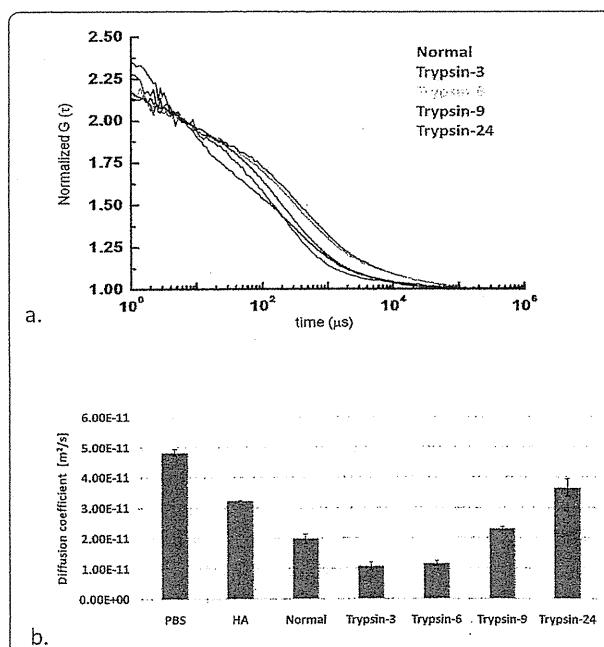 2.50
2.25
2.00
1.75
1.50
1.25
1.00
Normalized G (τ)
Normal
Trypsin-3
Trypsin-6
Trypsin-9
Trypsin-24
10⁰ 10² 10⁴ 10⁶
time (μs)
a.
6.00E-11
5.00E-11
4.00E-11
3.00E-11
2.00E-11
1.00E-11
0.00E+00
Diffusion coefficient [m²/s]
PBS HA Normal Trypsin-3 Trypsin-6 Trypsin-9 Trypsin-24
b.